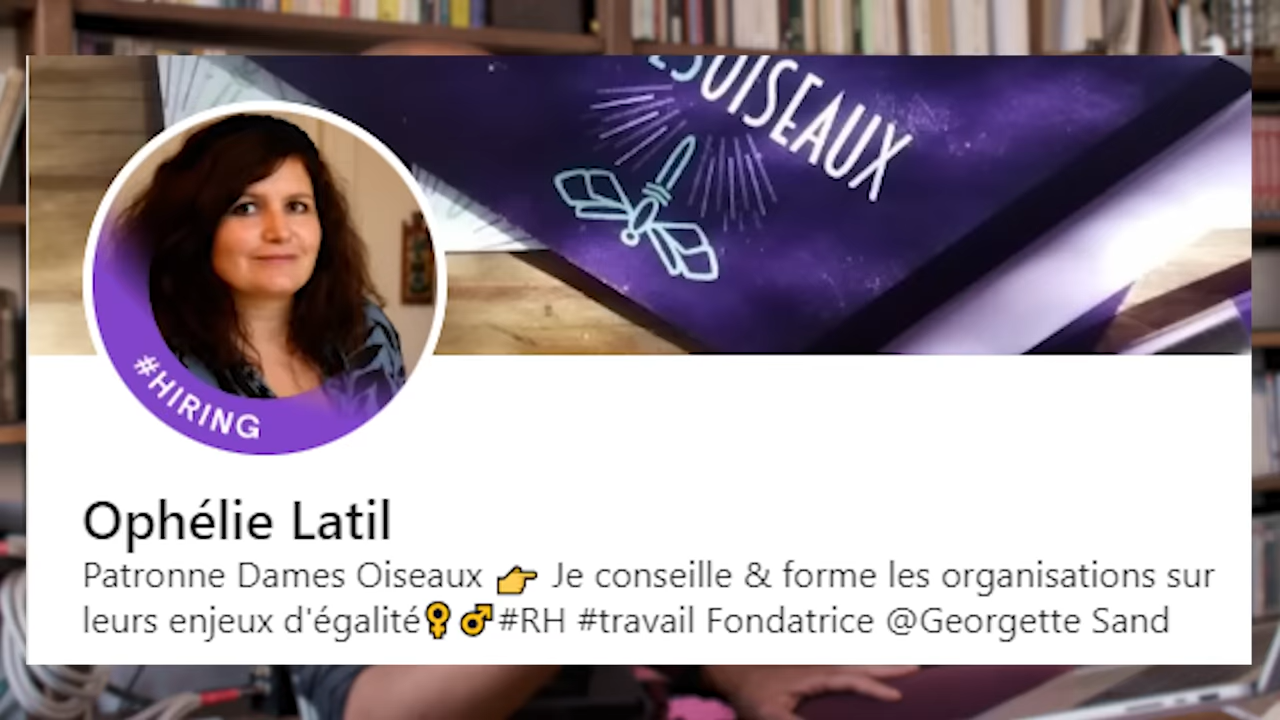 OISEAUX
#HIRING
Ophélie Latil
Patronne Dames Oiseaux 👉 Je conseille & forme les organisations sur
leurs enjeux d'égalité♀️♂️#RH #travail Fondatrice @Georgette Sand